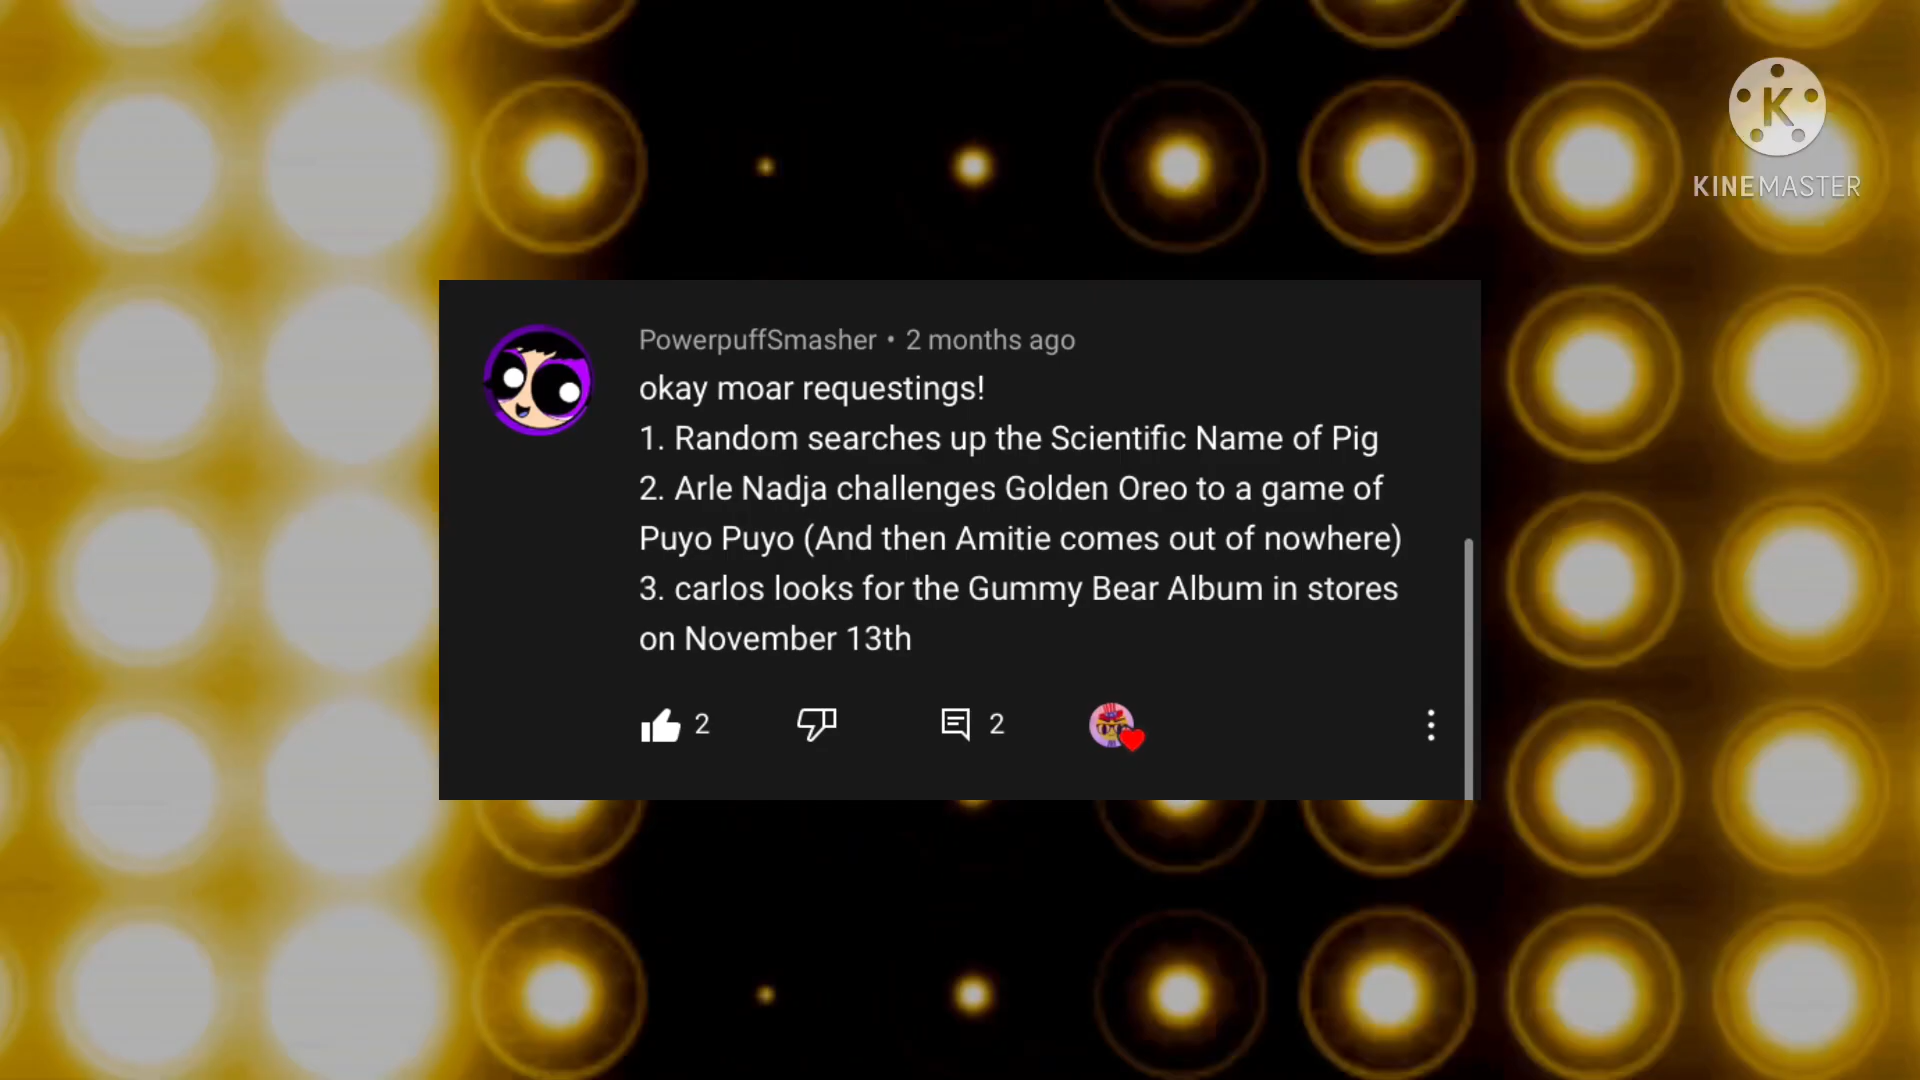 K
KINEMASTER
PowerpuffSmasher • 2 months ago
okay moar requestings!
1. Random searches up the Scientific Name of Pig
2. Arle Nadja challenges Golden Oreo to a game of
Puyo Puyo (And then Amitie comes out of nowhere)
3. carlos looks for the Gummy Bear Album in stores
on November 13th
2
2